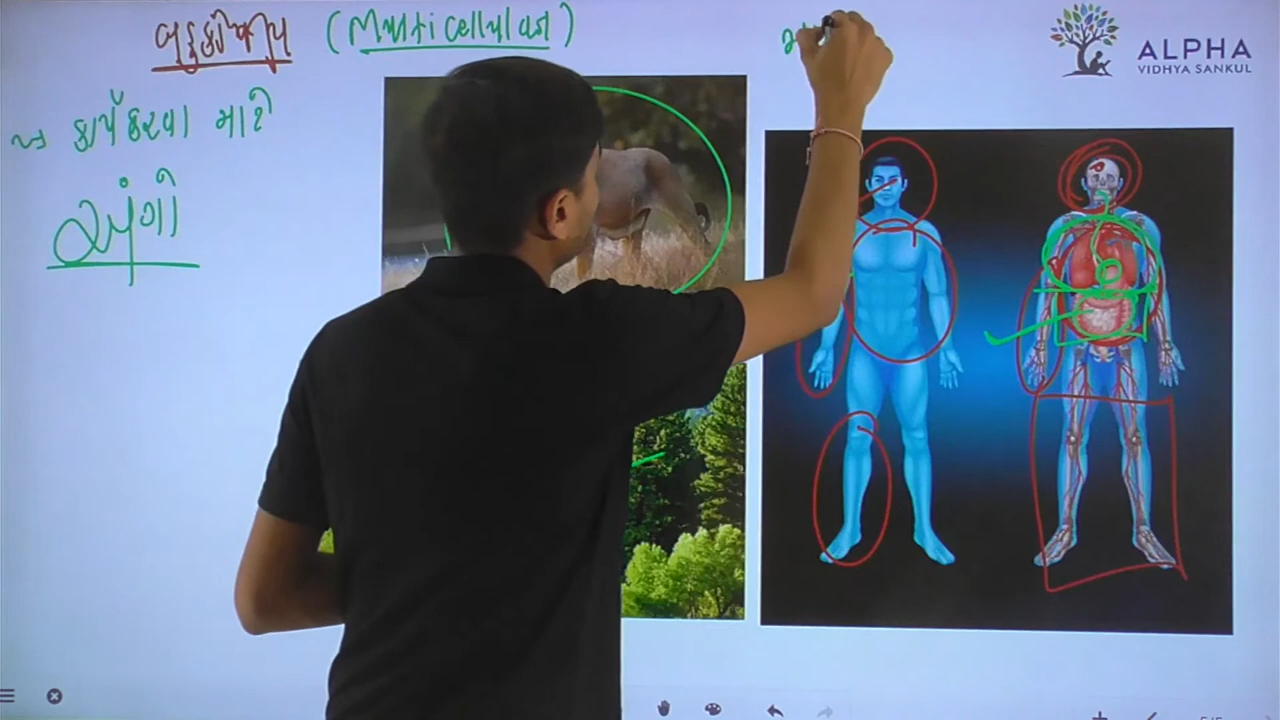 બહુકોષીય (Multicellular)
→ કાર્ય કરવા માટે
અંગો
ALPHA
VIDHYA SANKUL